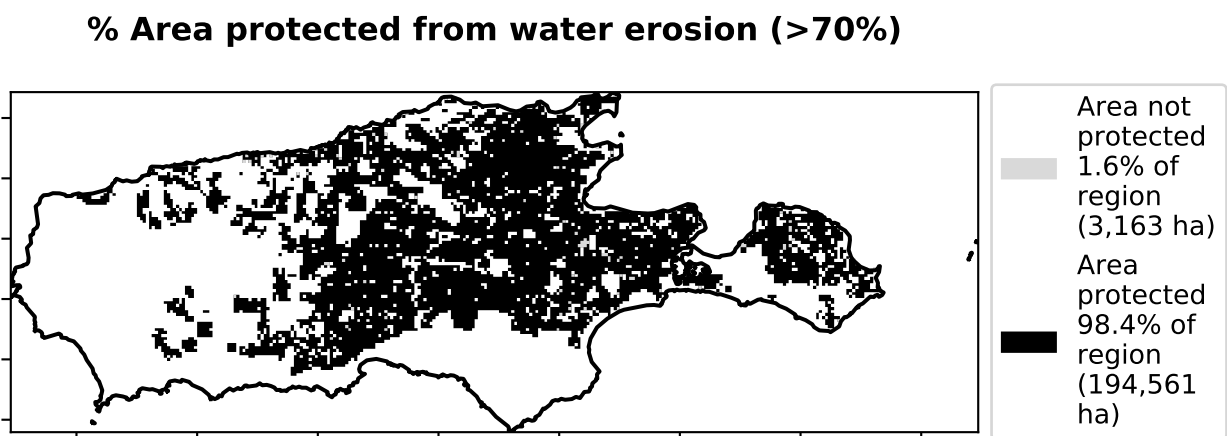 % Area protected from water erosion (>70%)
Area not
protected
1.6% of
region
(3,163 ha)
Area
protected
98.4% of
region
(194,561
ha)